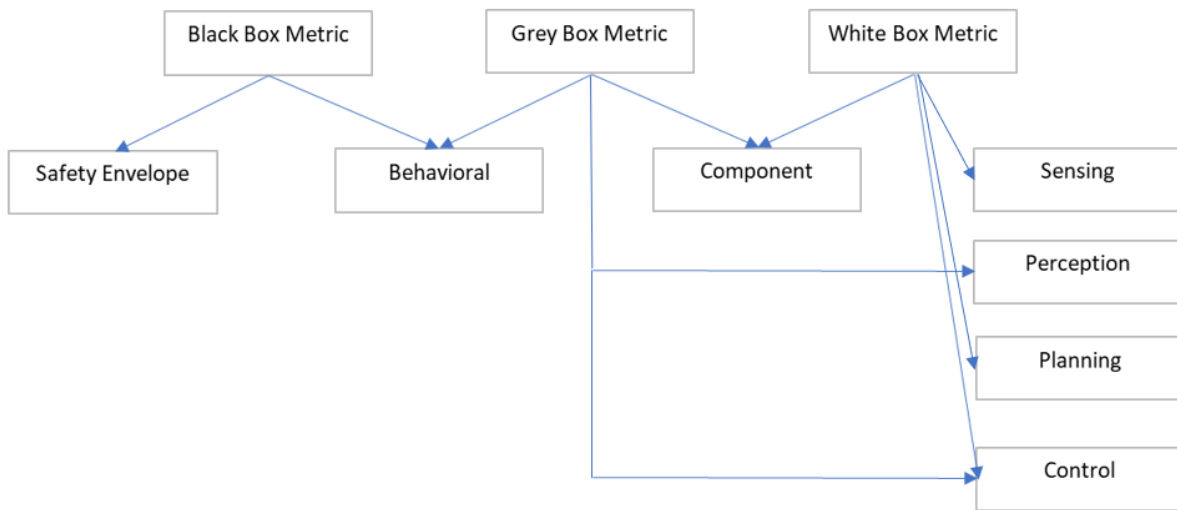 Black Box Metric
Grey Box Metric
White Box Metric
Safety Envelope
Behavioral
Component
Sensing
Perception
Planning
Control